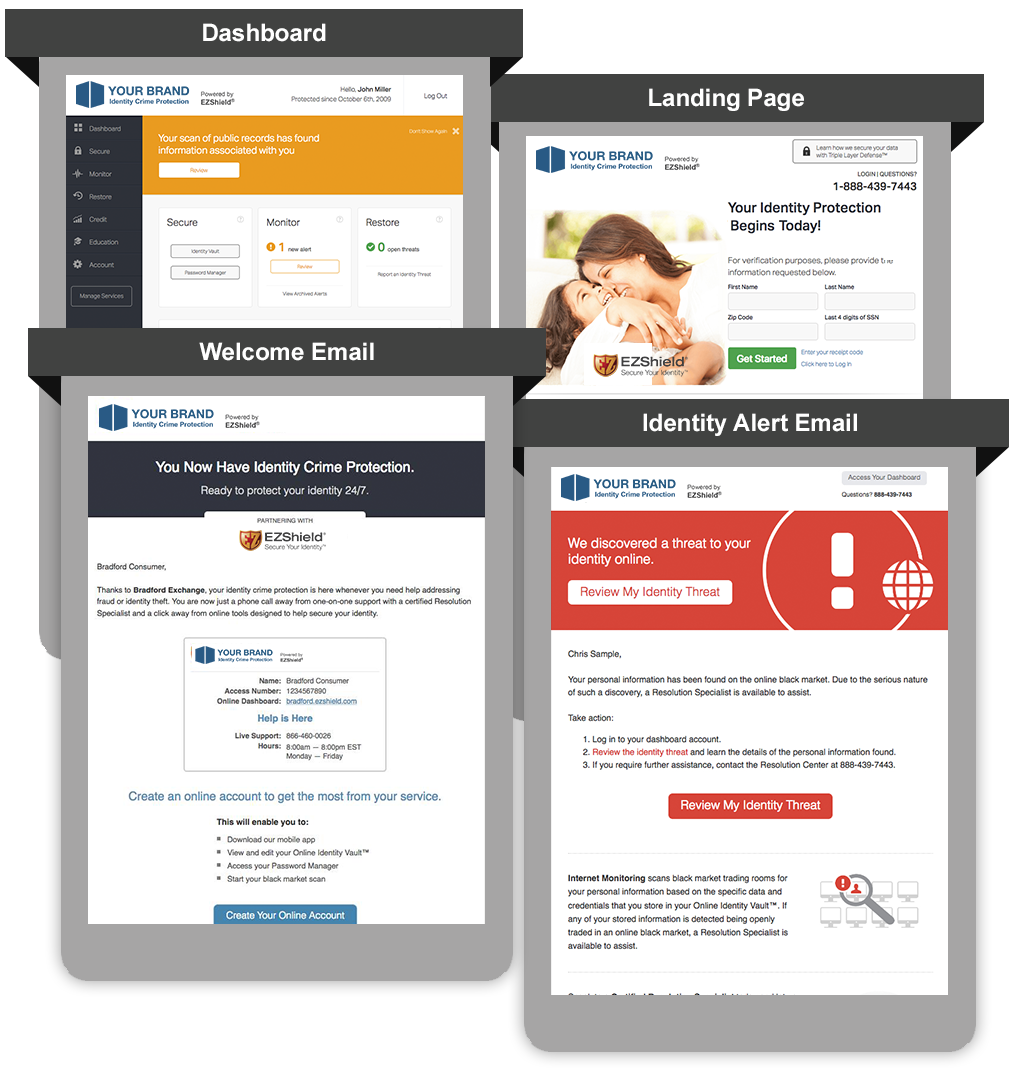 Dashboard
YOUR BRAND
Identity Crime Protection
Powered by
EZShield®
Hello, John Miller
Protected since October 6th, 2009
Log Out
Dashboard
Secure
Monitor
Restore
Credit
Education
Account
Manage Services
Don't Show Again
Your scan of public records has found
information associated with you
Review
Secure
Identity Vault
Password Manager
Monitor
1 new alert
Review
View Archived Alerts
Restore
0 open threats
Report an Identity Threat
Landing Page
YOUR BRAND
Identity Crime Protection
Powered by
EZShield®
Learn how we secure your data
with Triple Layer Defense™
LOGIN | QUESTIONS?
1-888-439-7443
Your Identity Protection
Begins Today!
For verification purposes, please provide
information requested below.
First Name
Last Name
Zip Code
Last 4 digits of SSN
Get Started
Enter your receipt code
Click here to Log In
EZShield®
Secure Your Identity™
Welcome Email
YOUR BRAND
Identity Crime Protection
Powered by
EZShield®
You Now Have Identity Crime Protection.
Ready to protect your identity 24/7.
PARTNERING WITH
EZShield®
Secure Your Identity™
Bradford Consumer,
Thanks to Bradford Exchange, your identity crime protection is here whenever you need help addressing
fraud or identity theft. You are now just a phone call away from one-on-one support with a certified Resolution
Specialist and a click away from online tools designed to help secure your identity.
YOUR BRAND
Identity Crime Protection
Powered by
EZShield®
Name: Bradford Consumer
Access Number: 1234567890
Online Dashboard: bradford.ezshield.com
Help is Here
Live Support: 866-460-0026
Hours: 8:00am — 8:00pm EST
Monday — Friday
Create an online account to get the most from your service.
This will enable you to:
Download our mobile app
View and edit your Online Identity Vault™
Access your Password Manager
Start your black market scan
Create Your Online Account
Identity Alert Email
YOUR BRAND
Identity Crime Protection
Powered by
EZShield®
Access Your Dashboard
Questions? 888-439-7443
We discovered a threat to your
identity online.
Review My Identity Threat
Chris Sample,
Your personal information has been found on the online black market. Due to the serious nature
of such a discovery, a Resolution Specialist is available to assist.
Take action:
1. Log in to your dashboard account.
2. Review the identity threat and learn the details of the personal information found.
3. If you require further assistance, contact the Resolution Center at 888-439-7443.
Review My Identity Threat
Internet Monitoring scans black market trading rooms for
your personal information based on the specific data and
credentials that you store in your Online Identity Vault™. If
any of your stored information is detected being openly
traded in an online black market, a Resolution Specialist is
available to assist.